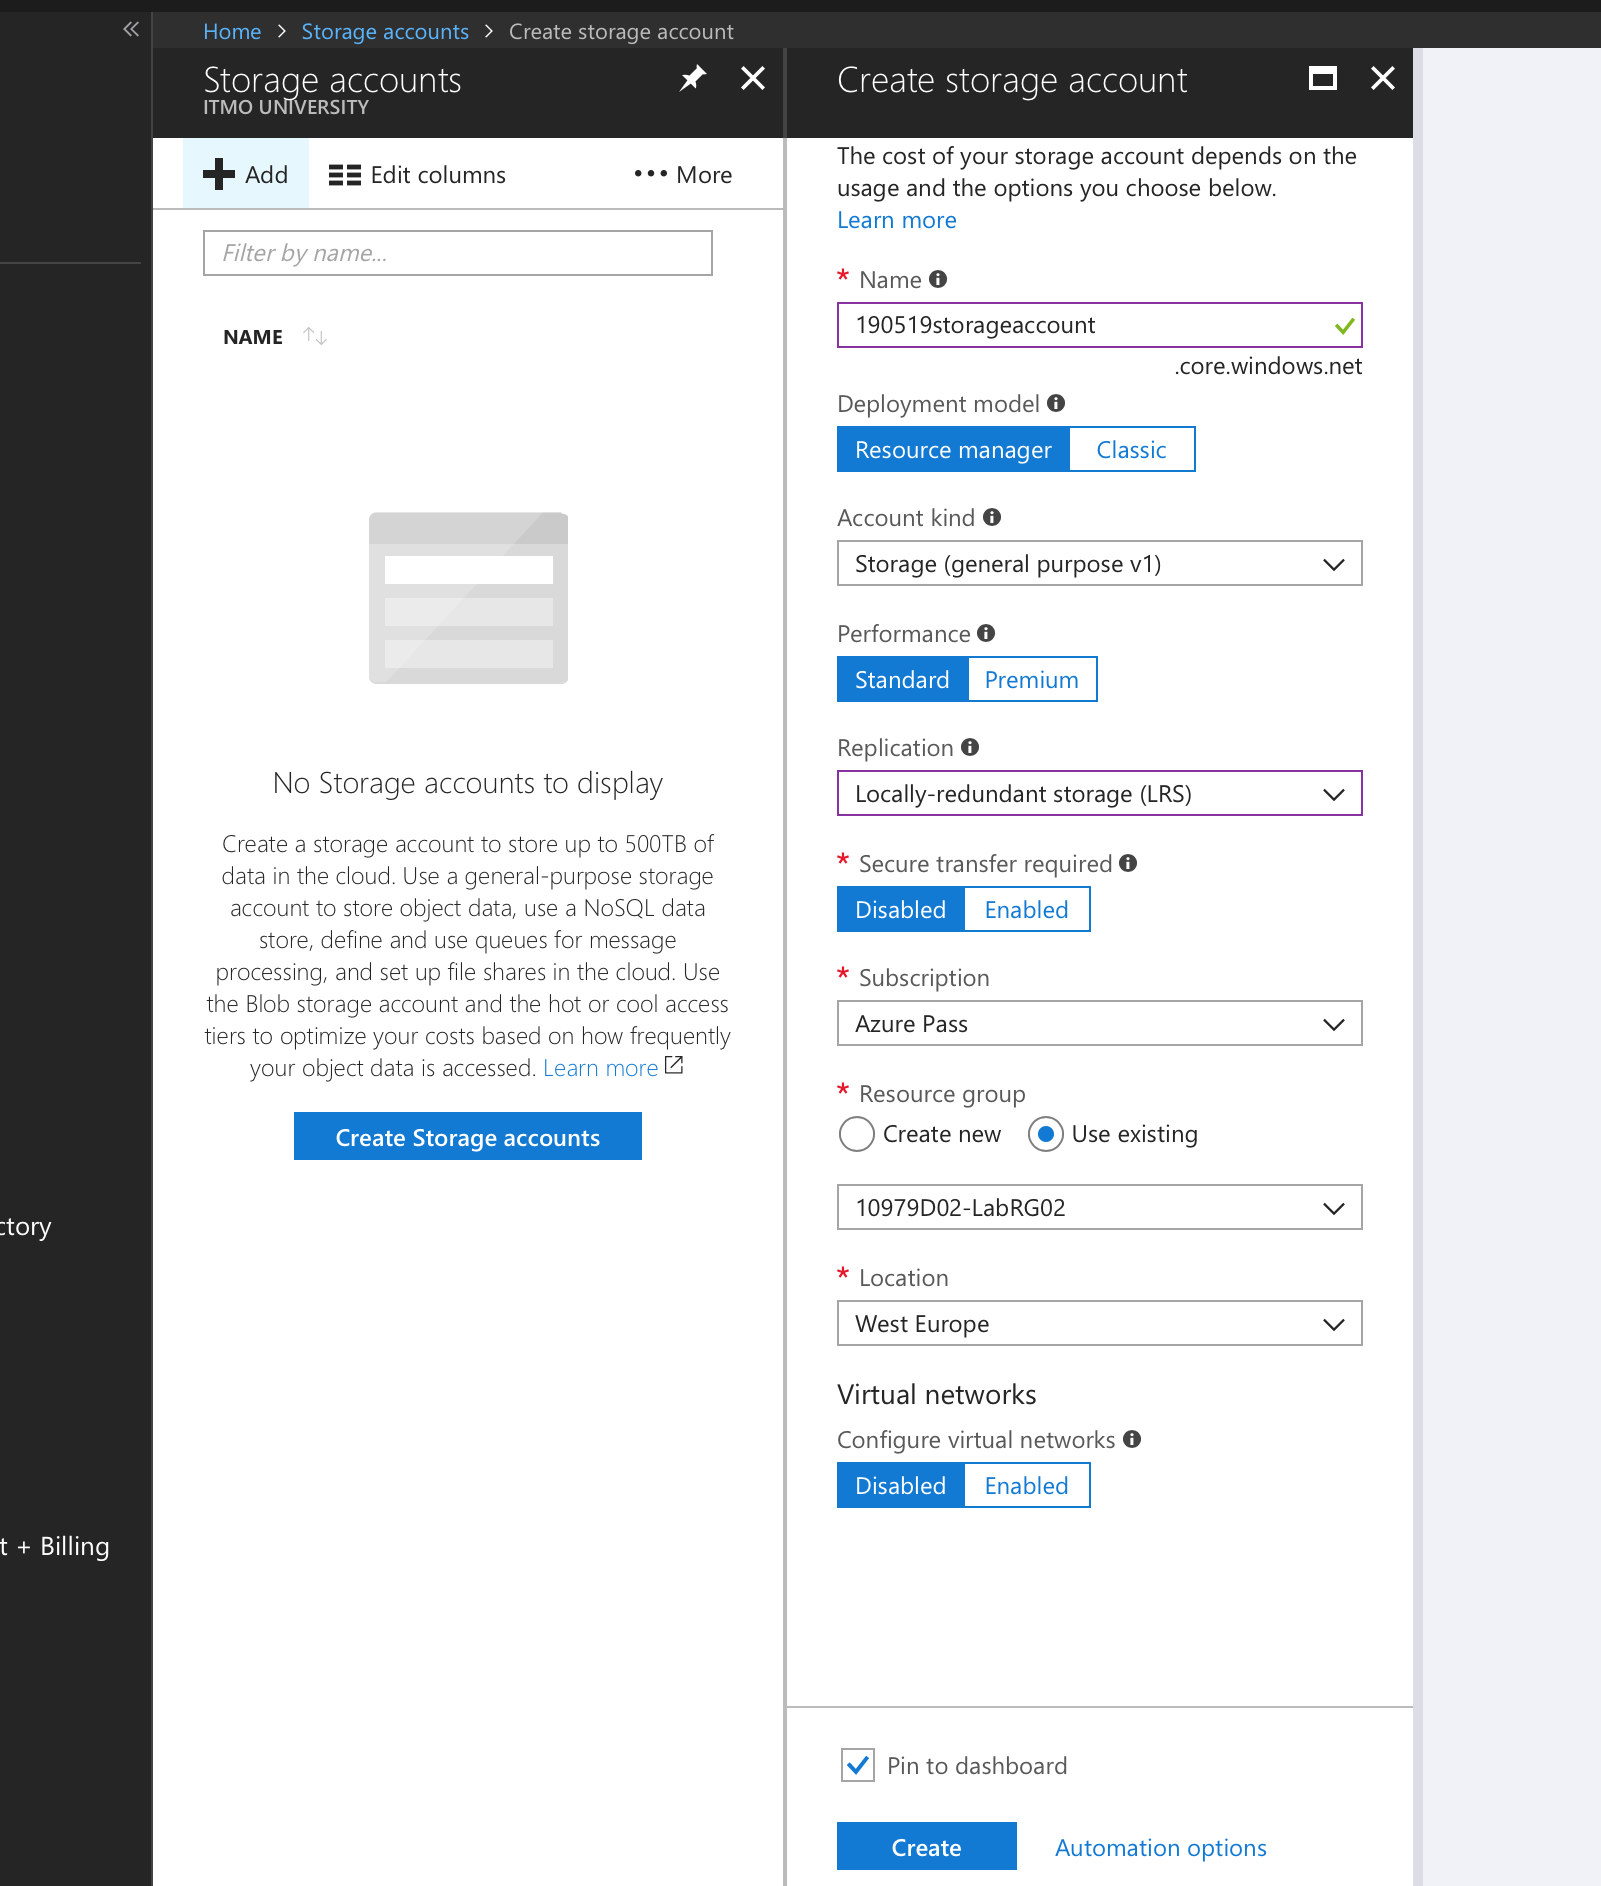 Home > Storage accounts > Create storage account
Storage accounts
ITMO UNIVERSITY
Add
Edit columns
More
Filter by name...
NAME
No Storage accounts to display
Create a storage account to store up to 500TB of
data in the cloud. Use a general-purpose storage
account to store object data, use a NoSQL data
store, define and use queues for message
processing, and set up file shares in the cloud. Use
the Blob storage account and the hot or cool access
tiers to optimize your costs based on how frequently
your object data is accessed. Learn more
Create Storage accounts
ctory
t + Billing
Create storage account
The cost of your storage account depends on the
usage and the options you choose below.
Learn more
* Name
190519storageaccount
.core.windows.net
Deployment model
Resource manager Classic
Account kind
Storage (general purpose v1)
Performance
Standard Premium
Replication
Locally-redundant storage (LRS)
* Secure transfer required
Disabled Enabled
* Subscription
Azure Pass
* Resource group
Create new Use existing
10979D02-LabRG02
* Location
West Europe
Virtual networks
Configure virtual networks
Disabled Enabled
Pin to dashboard
Create Automation options